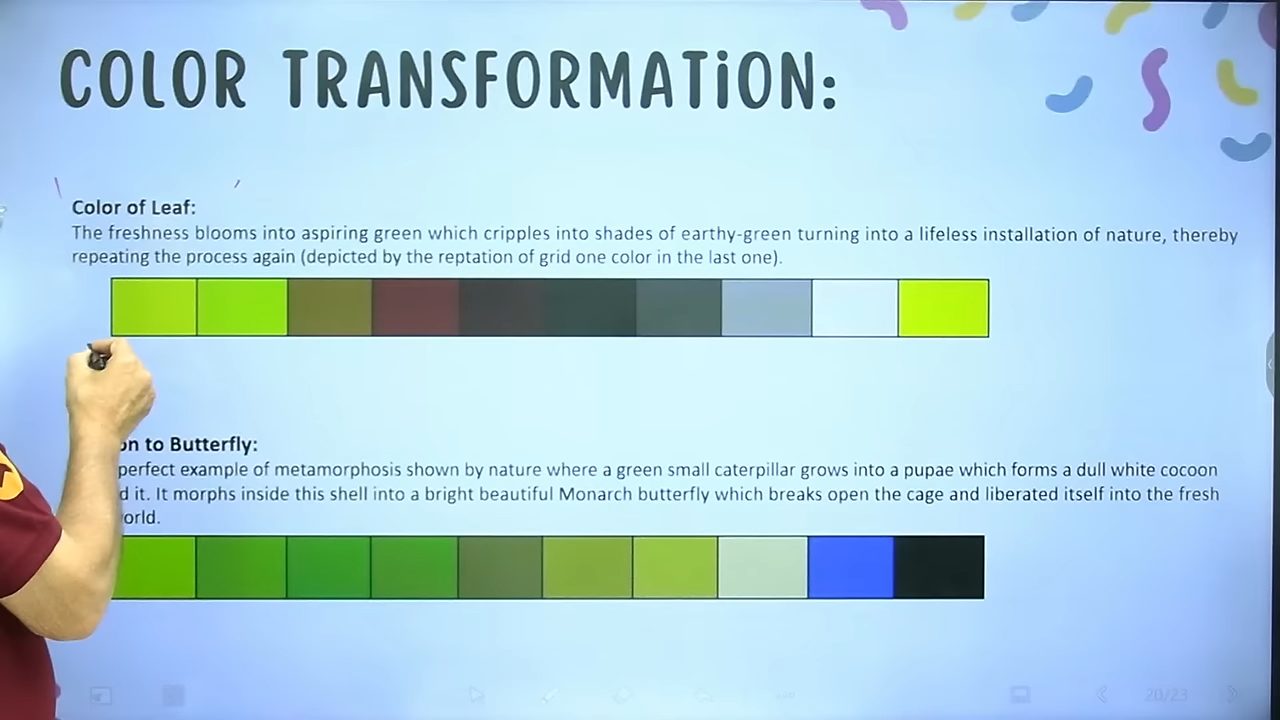 COLOR TRANSFORMATiON:
Color of Leaf:
The freshness blooms into aspiring green which cripples into shades of earthy-green turning into a lifeless installation of nature, thereby
repeating the process again (depicted by the reptation of grid one color in the last one).
to Butterfly:
perfect example of metamorphosis shown by nature where a green small caterpillar grows into a pupae which forms a dull white cocoon
it. It morphs inside this shell into a bright beautiful Monarch butterfly which breaks open the cage and liberated itself into the fresh
20/23